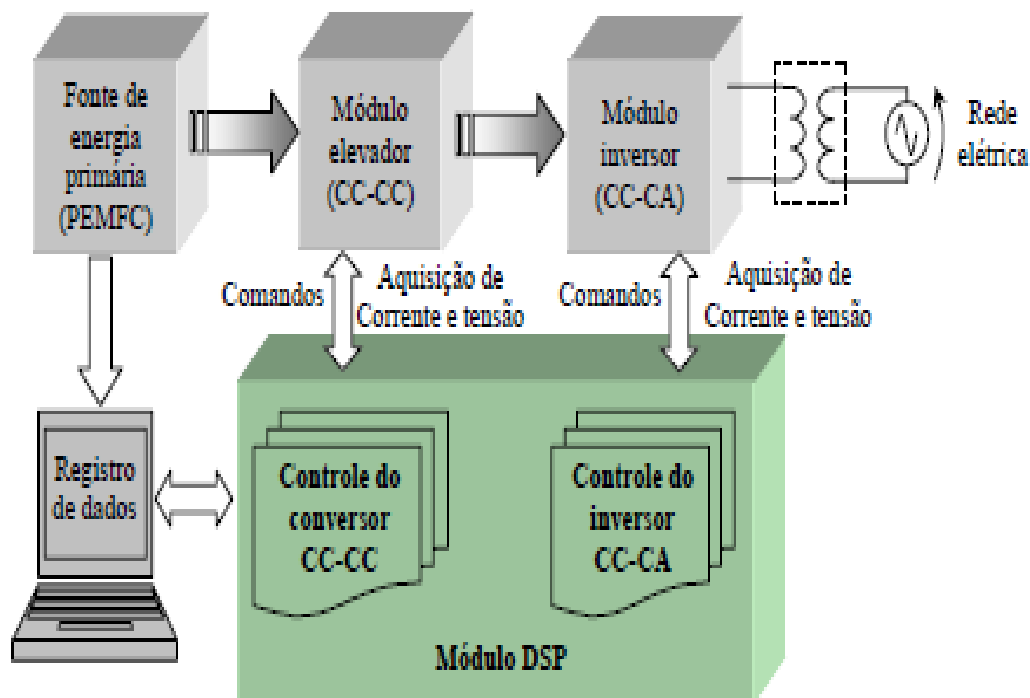 Fonte de
energia
primária
(PEMFC)
Módulo
elevador
(CC-CC)
Módulo
inversor
(CC-CA)
Rede
elétrica
Comandos
Aquisição de
Corrente e tensão
Comandos
Aquisição de
Corrente e tensão
Registro
de dados
Controle do
conversor
CC-CC
Controle do
inversor
CC-CA
Módulo DSP